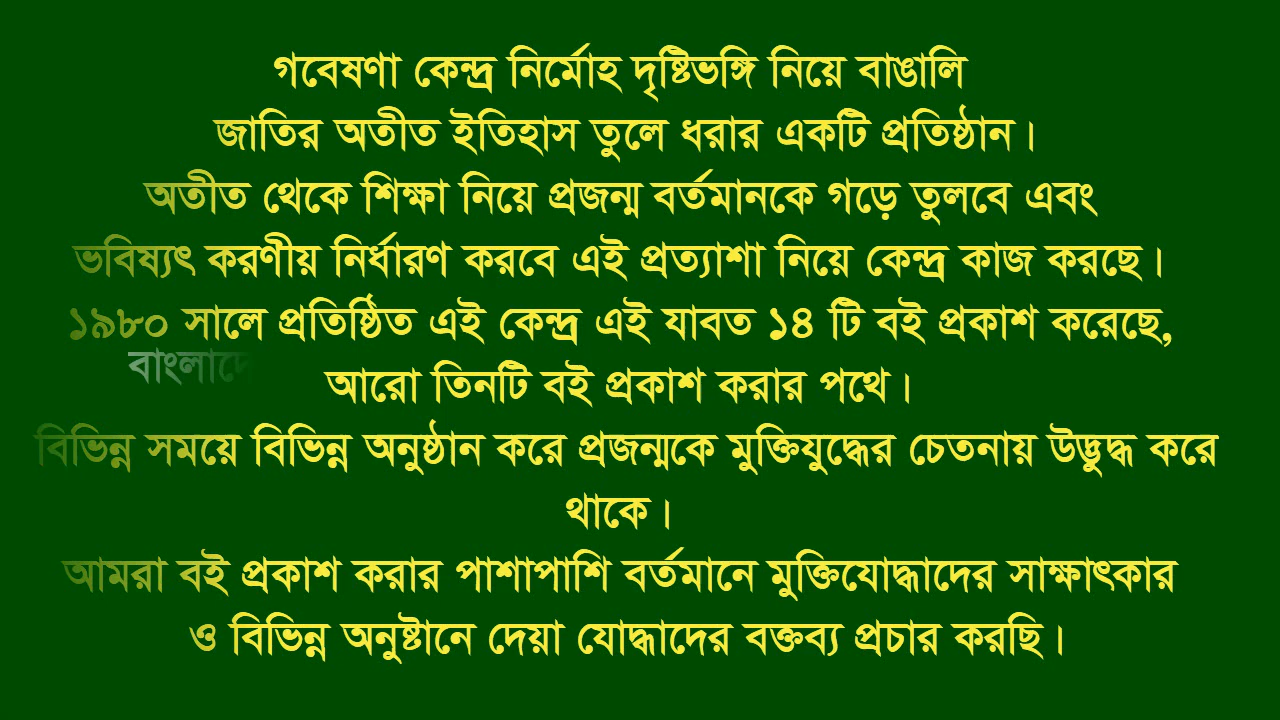 গবেষণা কেন্দ্র নির্মোহ দৃষ্টিভঙ্গি নিয়ে বাঙালি
জাতির অতীত ইতিহাস তুলে ধরার একটি প্রতিষ্ঠান।
অতীত থেকে শিক্ষা নিয়ে প্রজন্ম বর্তমানকে গড়ে তুলবে এবং
ভবিষ্যৎ করণীয় নির্ধারণ করবে এই প্রত্যাশা নিয়ে কেন্দ্র কাজ করছে।
১৯৮০ সালে প্রতিষ্ঠিত এই কেন্দ্র এই যাবত ১৪ টি বই প্রকাশ করেছে,
আরো তিনটি বই প্রকাশ করার পথে।
বিভিন্ন সময়ে বিভিন্ন অনুষ্ঠান করে প্রজন্মকে মুক্তিযুদ্ধের চেতনায় উদ্ভুদ্ধ করে
থাকে।
আমরা বই প্রকাশ করার পাশাপাশি বর্তমানে মুক্তিযোদ্ধাদের সাক্ষাৎকার
ও বিভিন্ন অনুষ্টানে দেয়া যোদ্ধাদের বক্তব্য প্রচার করছি।